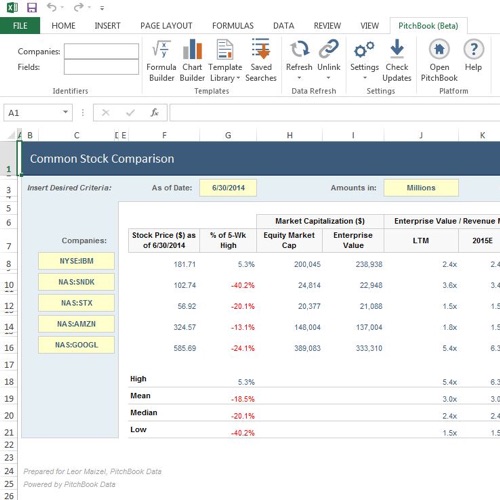 FILE HOME INSERT PAGE LAYOUT FORMULAS DATA REVIEW VIEW PitchBook (Beta)
Companies:
Fields:
Formula Builder Chart Builder Template Library Saved Searches Refresh Unlink Settings Check Updates Open PitchBook Help
Identifiers Templates Data Refresh Settings Platform
A1 fx
A B C D E F G H I J K
1 Common Stock Comparison
3 Insert Desired Criteria: As of Date: 6/30/2014 Amounts in: Millions
5
6 Market Capitalization ($) Enterprise Value / Revenue
7 Companies: Stock Price ($) as of 6/30/2014 % of 5-Wk High Equity Market Cap Enterprise Value LTM 2015E
8 NYSE:IBM 181.71 5.3% 200,045 238,938 2.4x 2.4
10 NAS:SNDK 102.74 -40.2% 24,814 22,948 3.6x 3.4
12 NAS:STX 56.92 -20.1% 20,377 21,088 1.5x 1.5
14 NAS:AMZN 324.57 -13.1% 148,004 137,004 1.8x 1.5
16 NAS:GOOGL 585.69 -24.1% 389,083 333,310 5.4x 6.3
17
18 High 5.3% 5.4x 6.3
19 Mean -18.5% 3.0x 3.0
20 Median -20.1% 2.4x 2.4
21 Low -40.2% 1.5x 1.5
22
23
24 Prepared for Leor Maizel, PitchBook Data
25 Powered by PitchBook Data
26